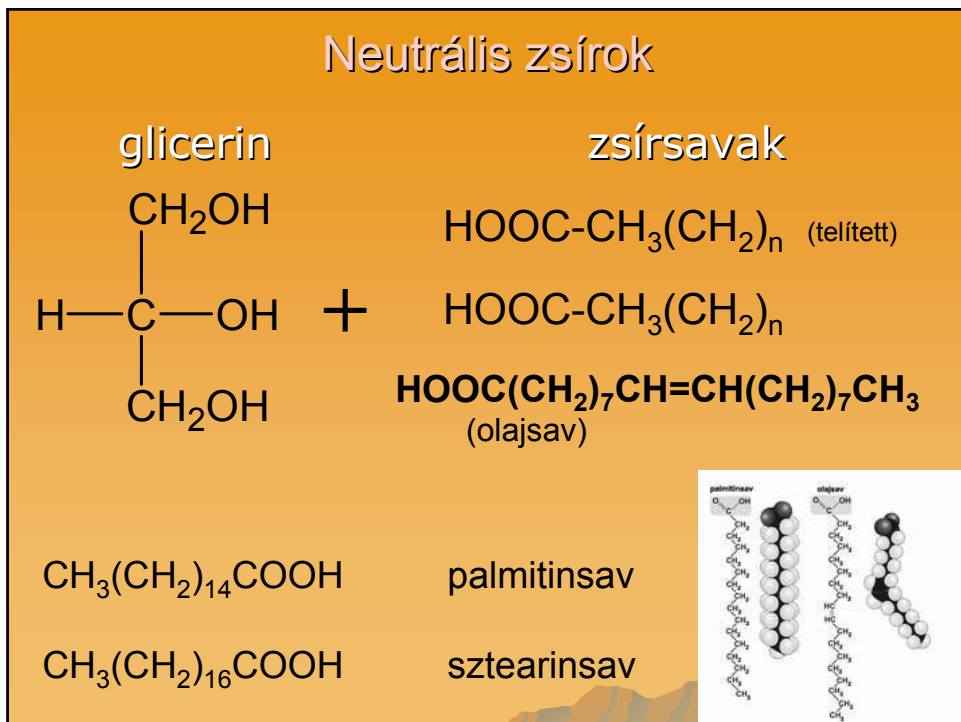 Neutrális zsírok
glicerin
CH₂OH
H—C—OH
CH₂OH
+
zsírsavak
HOOC-CH₃(CH₂)ₙ (telített)
HOOC-CH₃(CH₂)ₙ
HOOC(CH₂)₇CH=CH(CH₂)₇CH₃
(olajsav)
CH₃(CH₂)₁₄COOH palmitinsav
CH₃(CH₂)₁₆COOH sztearinsav
palmitinsav
olajsav